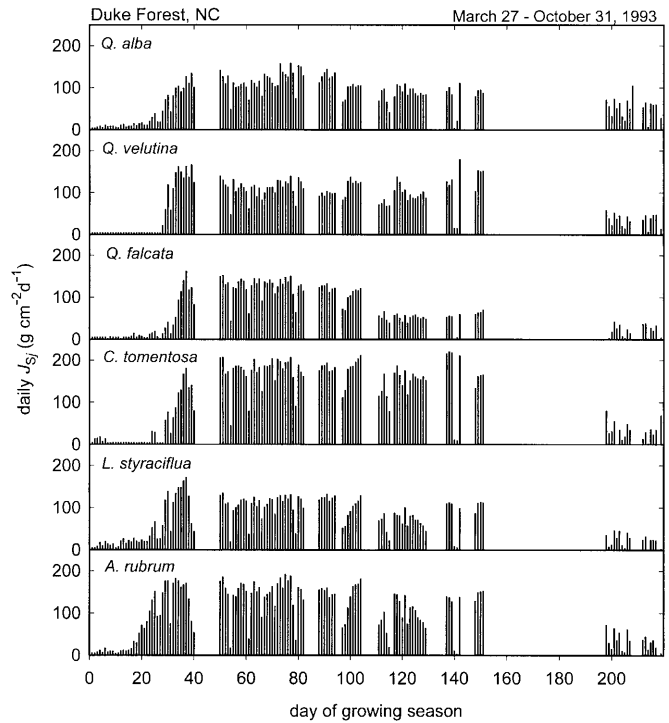 Duke Forest, NC March 27 - October 31, 1993
200
100
0
Q. alba
200
100
0
Q. velutina
200
100
0
Q. falcata
200
100
0
C. tomentosa
200
100
0
L. styraciflua
200
100
0
A. rubrum
daily J_Sj (g cm⁻²d⁻¹)
0 20 40 60 80 100 120 140 160 180 200
day of growing season